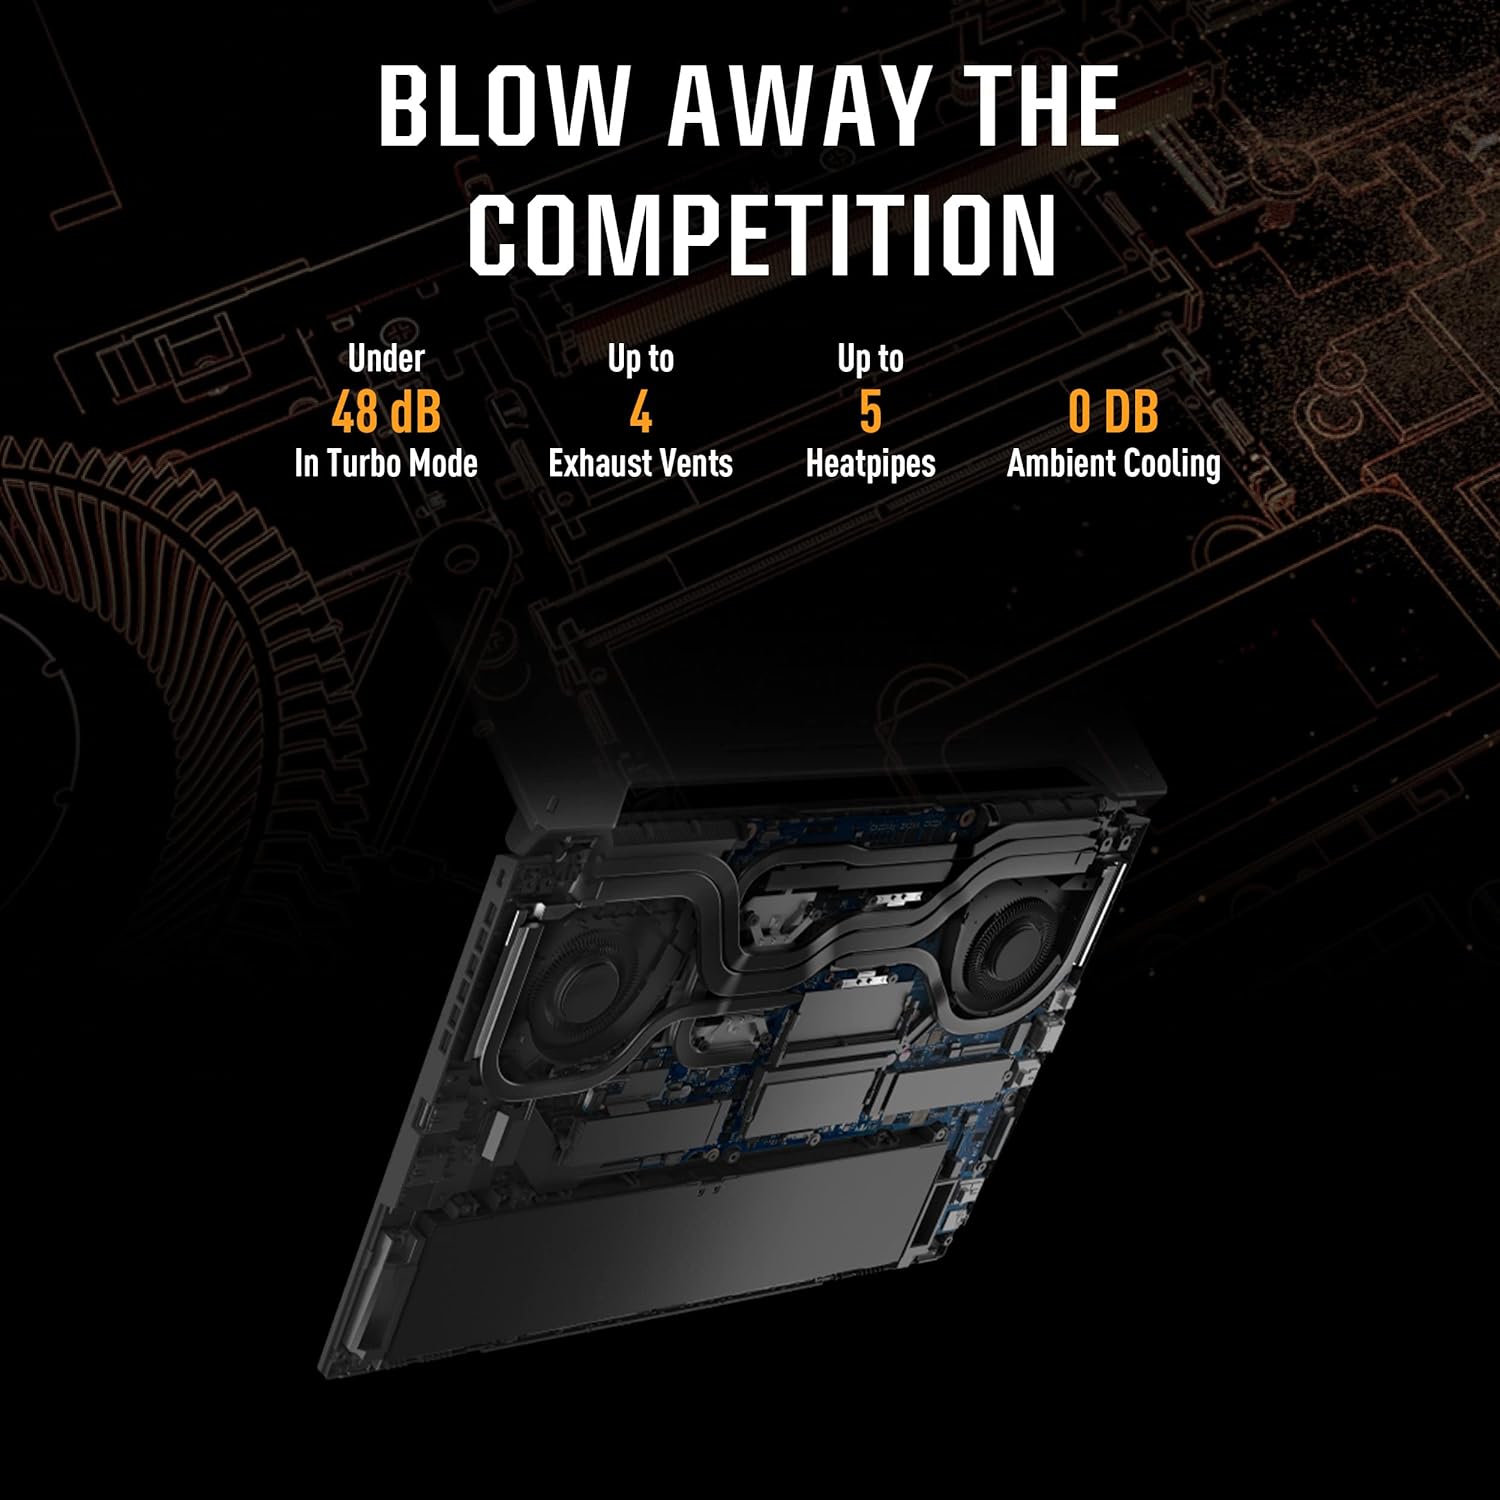 BLOW AWAY THE
COMPETITION
Under
48 dB
In Turbo Mode
Up to
4
Exhaust Vents
Up to
5
Heatpipes
0 DB
Ambient Cooling